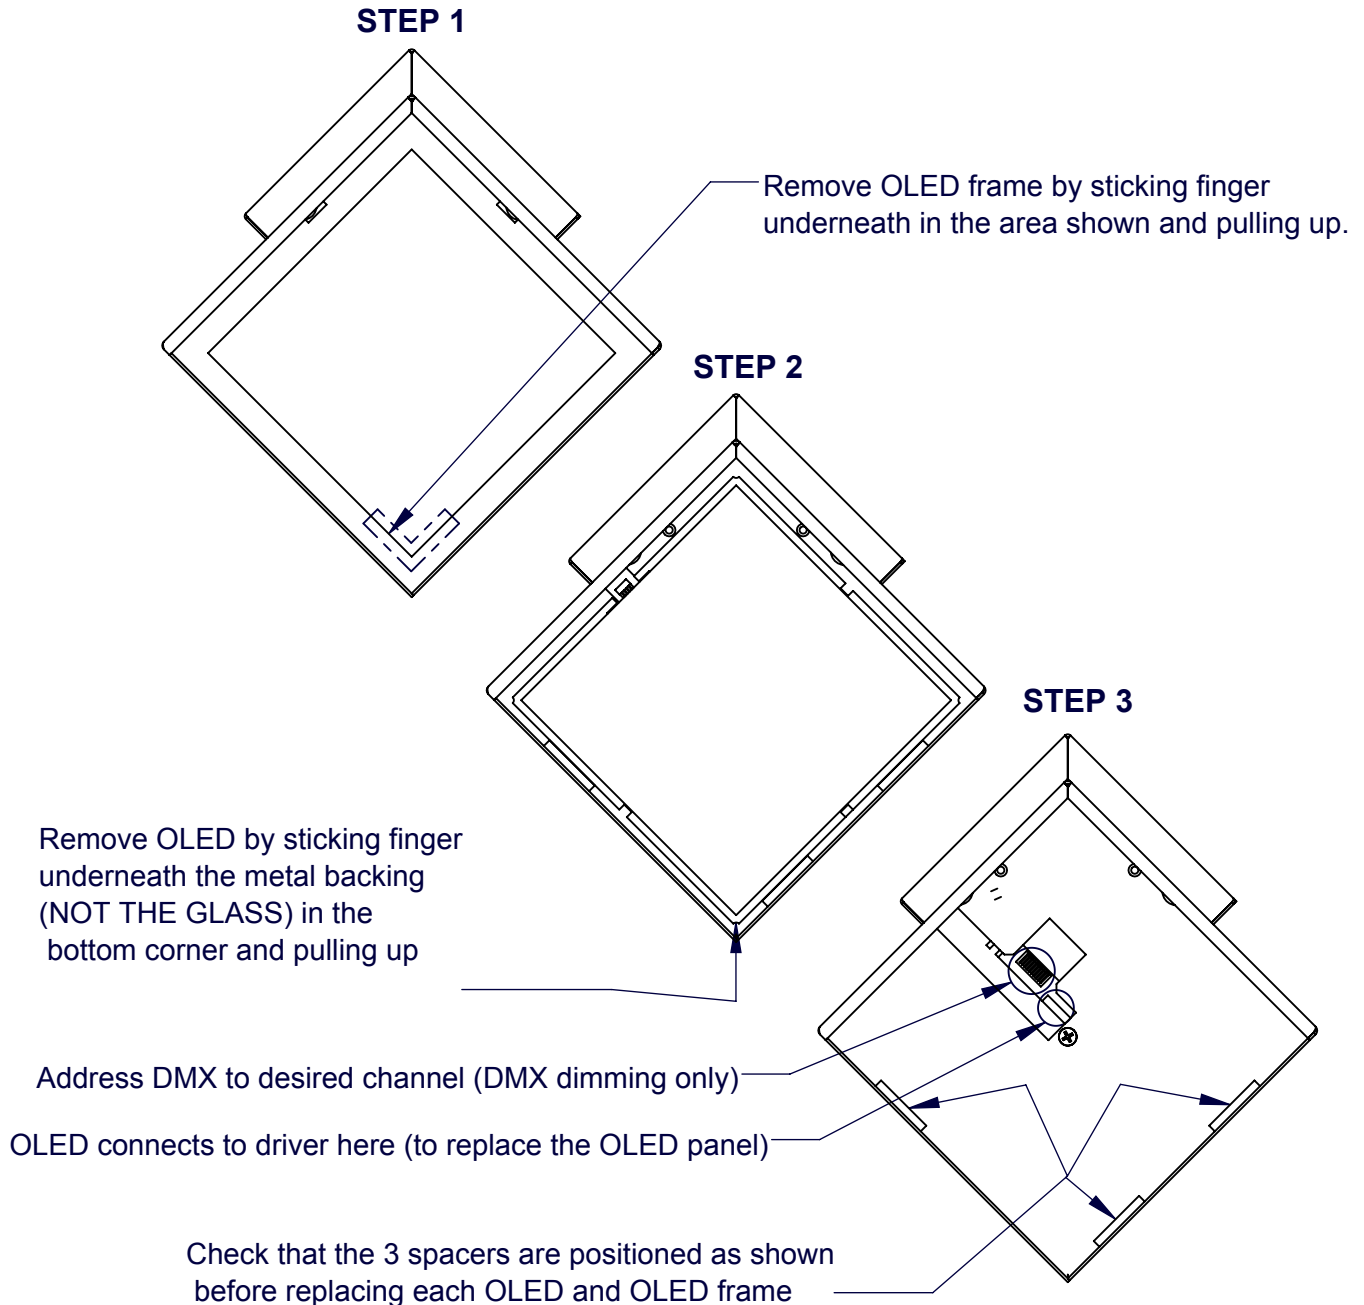 STEP 1
Remove OLED frame by sticking finger
underneath in the area shown and pulling up.
STEP 2
Remove OLED by sticking finger
underneath the metal backing
(NOT THE GLASS) in the
bottom corner and pulling up
STEP 3
Address DMX to desired channel (DMX dimming only)
OLED connects to driver here (to replace the OLED panel)
Check that the 3 spacers are positioned as shown
before replacing each OLED and OLED frame